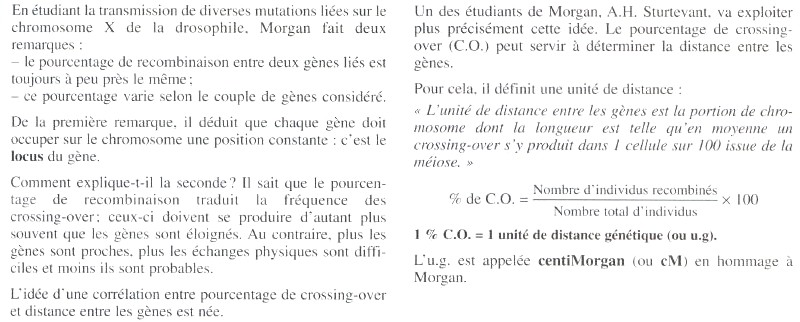 En étudiant la transmission de diverses mutations liées sur le
chromosome X de la drosophile, Morgan fait deux
remarques :
– le pourcentage de recombinaison entre deux gènes liés est
toujours à peu près le même ;
– ce pourcentage varie selon le couple de gènes considéré.
De la première remarque, il déduit que chaque gène doit
occuper sur le chromosome une position constante : c'est le
locus du gène.
Comment explique-t-il la seconde ? Il sait que le pourcen-
tage de recombinaison traduit la fréquence des
crossing-over; ceux-ci doivent se produire d'autant plus
souvent que les gènes sont éloignés. Au contraire, plus les
gènes sont proches, plus les échanges physiques sont diffi-
ciles et moins ils sont probables.
L'idée d'une corrélation entre pourcentage de crossing-over
et distance entre les gènes est née.
Un des étudiants de Morgan, A.H. Sturtevant, va exploiter
plus précisément cette idée. Le pourcentage de crossing-
over (C.O.) peut servir à déterminer la distance entre les
gènes.
Pour cela, il définit une unité de distance :
« L'unité de distance entre les gènes est la portion de chro-
mosome dont la longueur est telle qu'en moyenne un
crossing-over s'y produit dans 1 cellule sur 100 issue de la
méiose. »
% de C.O. = Nombre d'individus recombinés / Nombre total d'individus × 100
1 % C.O. = 1 unité de distance génétique (ou u.g).
L'u.g. est appelée centiMorgan (ou cM) en hommage à
Morgan.